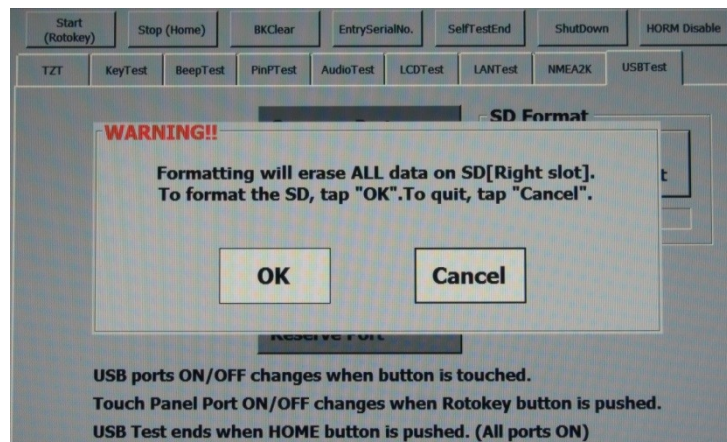 Start
(Rotokey)
Stop (Home)
BKClear
EntrySerialNo.
SelfTestEnd
ShutDown
HORM Disable
TZT
KeyTest
BeepTest
PinPTest
AudioTest
LCDTest
LANTest
NMEA2K
USBTest
SD Format
WARNING!!
Formatting will erase ALL data on SD[Right slot].
To format the SD, tap "OK".To quit, tap "Cancel".
OK
Cancel
Reserve Port
USB ports ON/OFF changes when button is touched.
Touch Panel Port ON/OFF changes when Rotokey button is pushed.
USB Test ends when HOME button is pushed. (All ports ON)